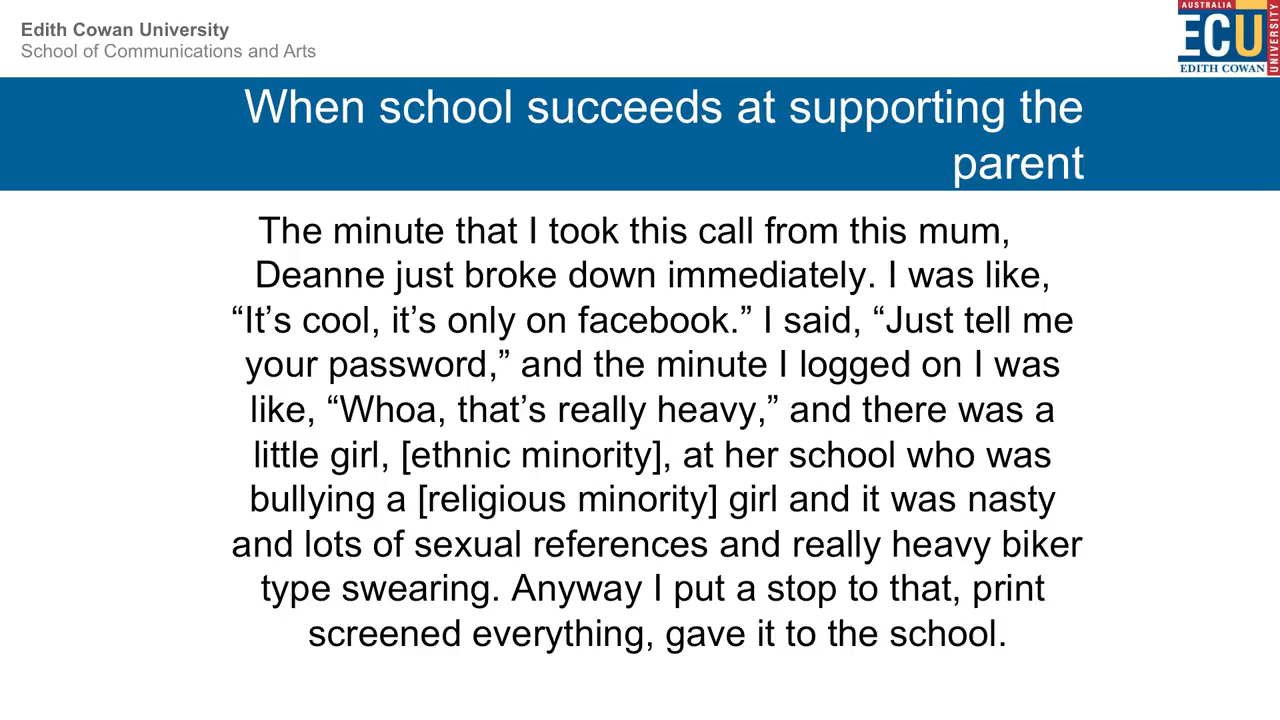 Edith Cowan University
School of Communications and Arts
AUSTRALIA
ECU
EDITH COWAN
UNIVERSITY
When school succeeds at supporting the
parent
The minute that I took this call from this mum,
Deanne just broke down immediately. I was like,
“It’s cool, it’s only on facebook.” I said, “Just tell me
your password,” and the minute I logged on I was
like, “Whoa, that’s really heavy,” and there was a
little girl, [ethnic minority], at her school who was
bullying a [religious minority] girl and it was nasty
and lots of sexual references and really heavy biker
type swearing. Anyway I put a stop to that, print
screened everything, gave it to the school.